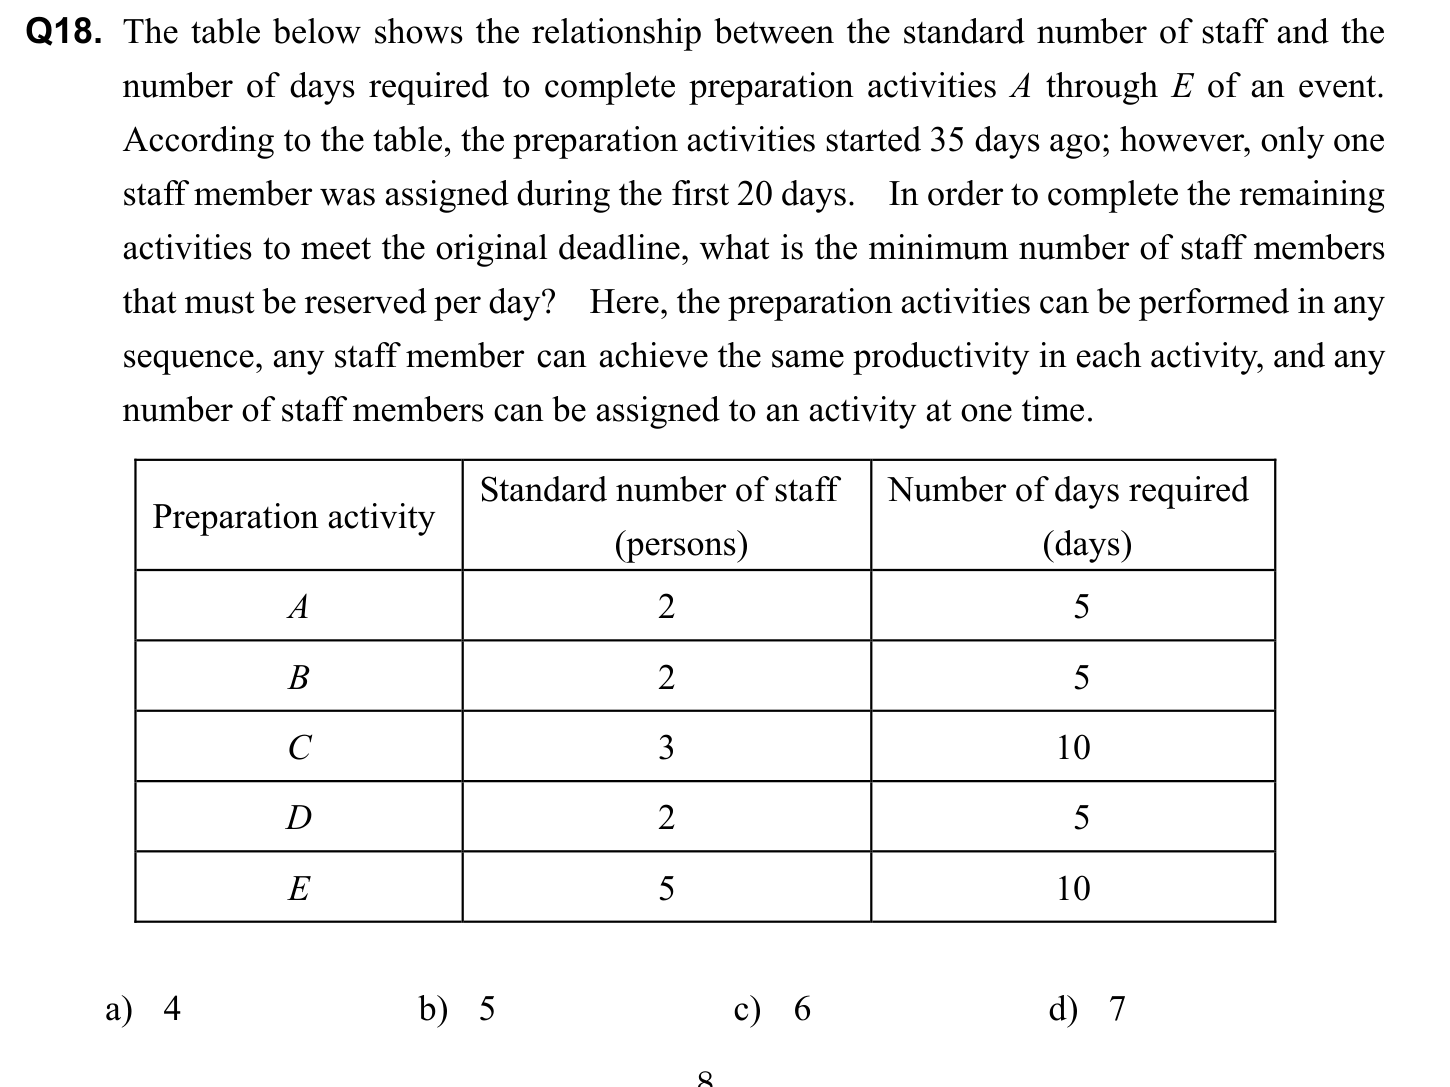 Q18. The table below shows the relationship between the standard number of staff and the
number of days required to complete preparation activities A through E of an event.
According to the table, the preparation activities started 35 days ago; however, only one
staff member was assigned during the first 20 days. In order to complete the remaining
activities to meet the original deadline, what is the minimum number of staff members
that must be reserved per day? Here, the preparation activities can be performed in any
sequence, any staff member can achieve the same productivity in each activity, and any
number of staff members can be assigned to an activity at one time.
Preparation activity Standard number of staff (persons) Number of days required (days)
A 2 5
B 2 5
C 3 10
D 2 5
E 5 10
a) 4 b) 5 c) 6 d) 7
8